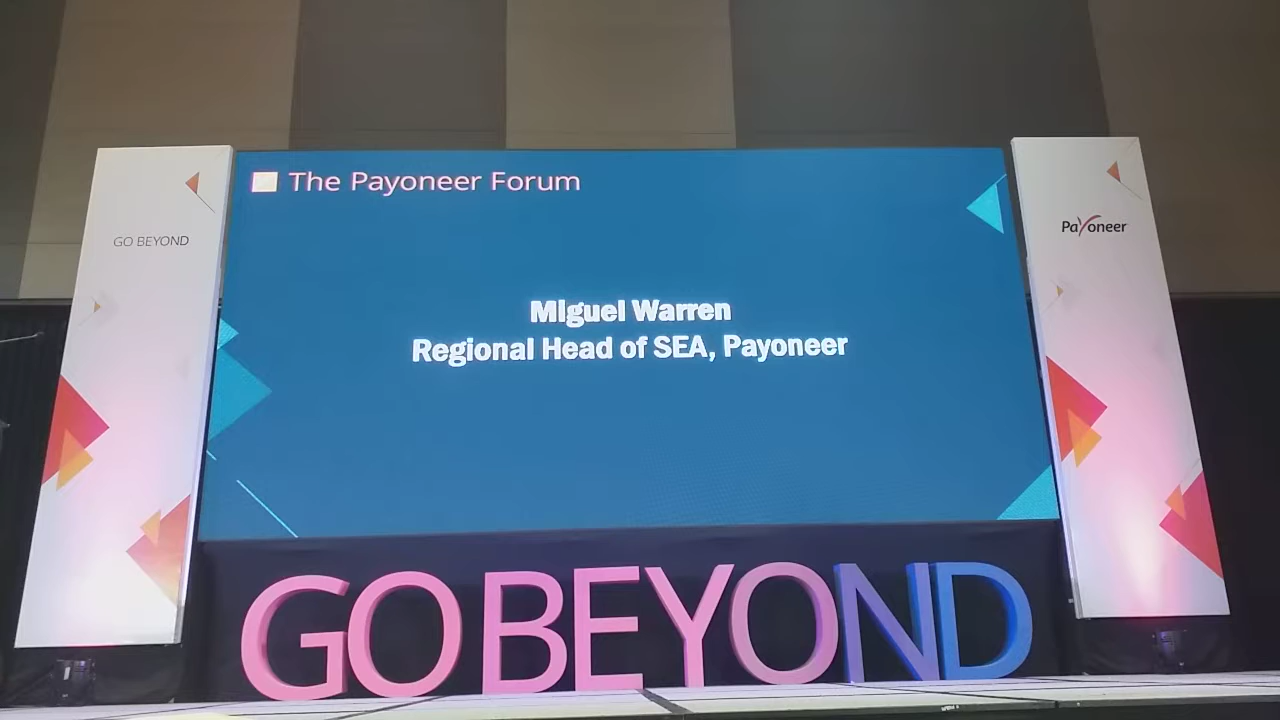 The Payoneer Forum
GO BEYOND
Payoneer
Miguel Warren
Regional Head of SEA, Payoneer
GO BEYOND